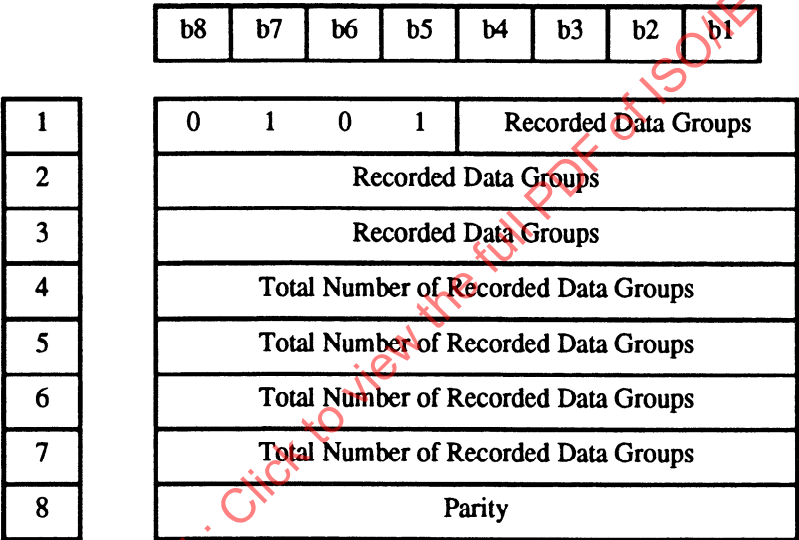 b8 b7 b6 b5 b4 b3 b2 b1
1 0 1 0 1 Recorded Data Groups
2 Recorded Data Groups
3 Recorded Data Groups
4 Total Number of Recorded Data Groups
5 Total Number of Recorded Data Groups
6 Total Number of Recorded Data Groups
7 Total Number of Recorded Data Groups
8 Parity
: Click to view the full PDF of ISO/IE